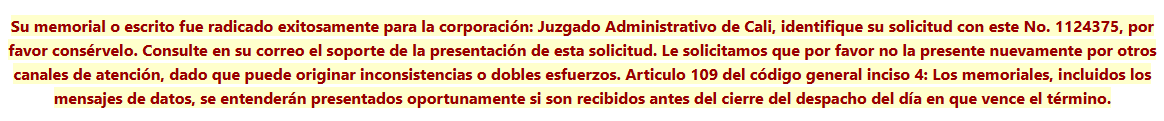 Su memorial o escrito fue radicado exitosamente para la corporación: Juzgado Administrativo de Cali, identifique su solicitud con este No. 1124375, por
favor consérvelo. Consulte en su correo el soporte de la presentación de esta solicitud. Le solicitamos que por favor no la presente nuevamente por otros
canales de atención, dado que puede originar inconsistencias o dobles esfuerzos. Articulo 109 del código general inciso 4: Los memoriales, incluidos los
mensajes de datos, se entenderán presentados oportunamente si son recibidos antes del cierre del despacho del día en que vence el término.